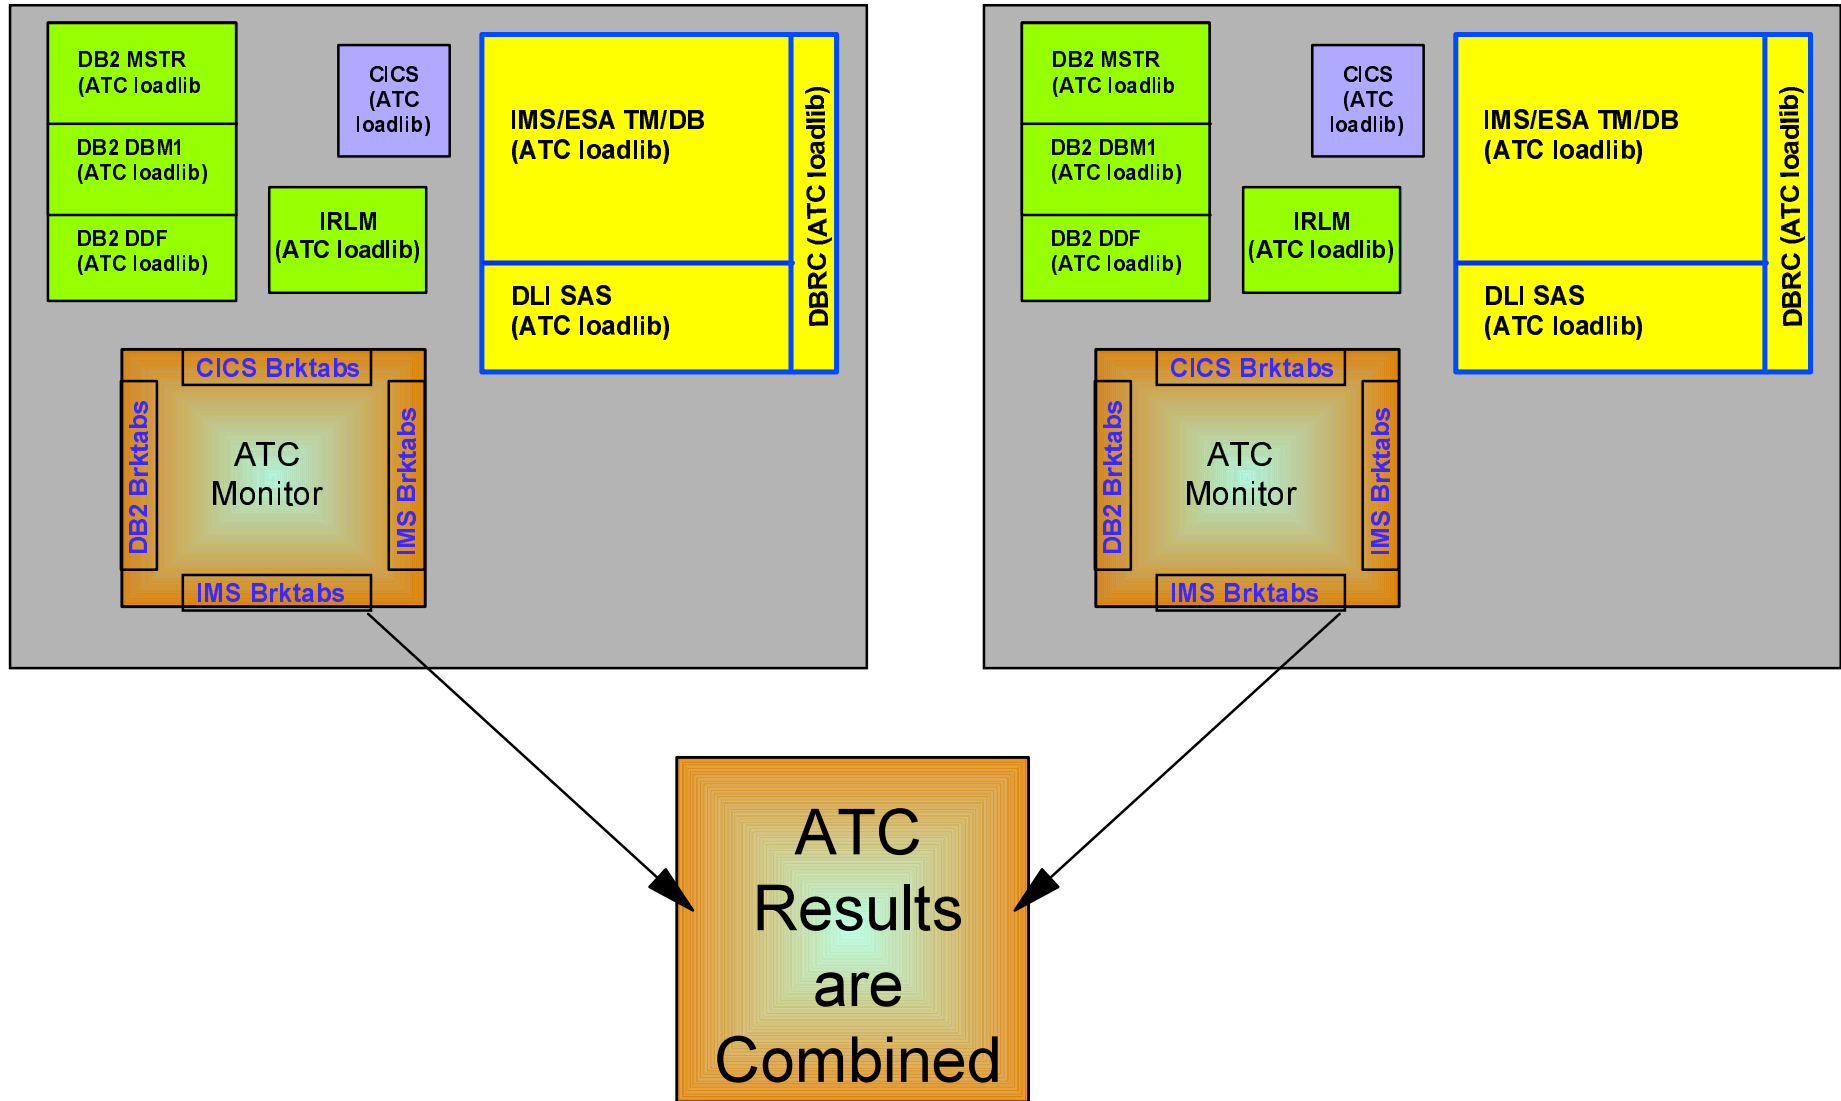 DB2 MSTR
(ATC loadlib
DB2 DBM1
(ATC loadlib)
DB2 DDF
(ATC loadlib)
CICS
(ATC
loadlib)
IRLM
(ATC loadlib)
IMS/ESA TM/DB
(ATC loadlib)
DLI SAS
(ATC loadlib)
DBRC (ATC loadlib)
CICS Brktabs
DB2 Brktabs
ATC
Monitor
IMS Brktabs
IMS Brktabs
DB2 MSTR
(ATC loadlib
DB2 DBM1
(ATC loadlib)
DB2 DDF
(ATC loadlib)
CICS
(ATC
loadlib)
IRLM
(ATC loadlib)
IMS/ESA TM/DB
(ATC loadlib)
DLI SAS
(ATC loadlib)
DBRC (ATC loadlib)
CICS Brktabs
DB2 Brktabs
ATC
Monitor
IMS Brktabs
IMS Brktabs
ATC
Results
are
Combined